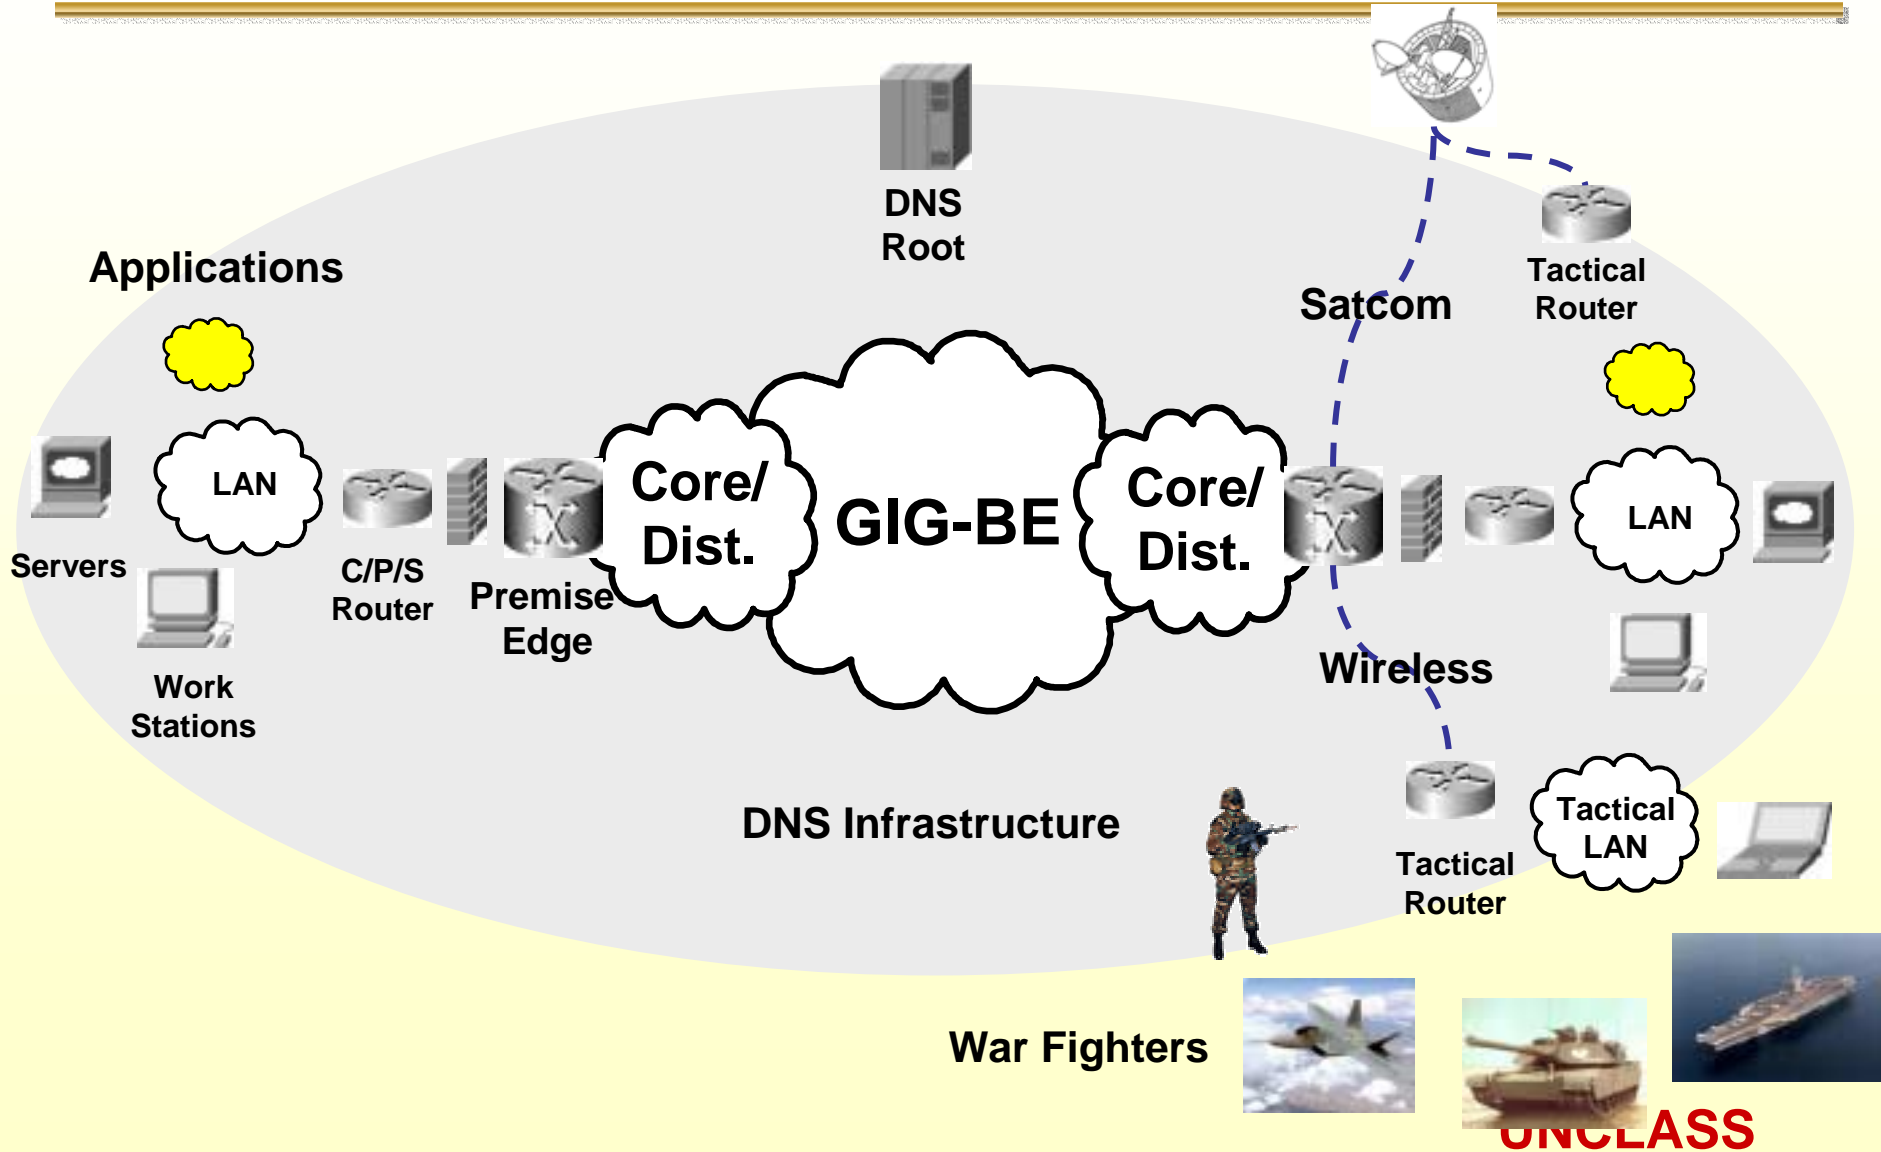 DNS
Root
Applications
Satcom
Tactical
Router
LAN
Servers
Work
Stations
C/P/S
Router
Premise
Edge
Core/
Dist.
GIG-BE
Core/
Dist.
LAN
Wireless
DNS Infrastructure
Tactical
Router
Tactical
LAN
War Fighters
UNCLASS